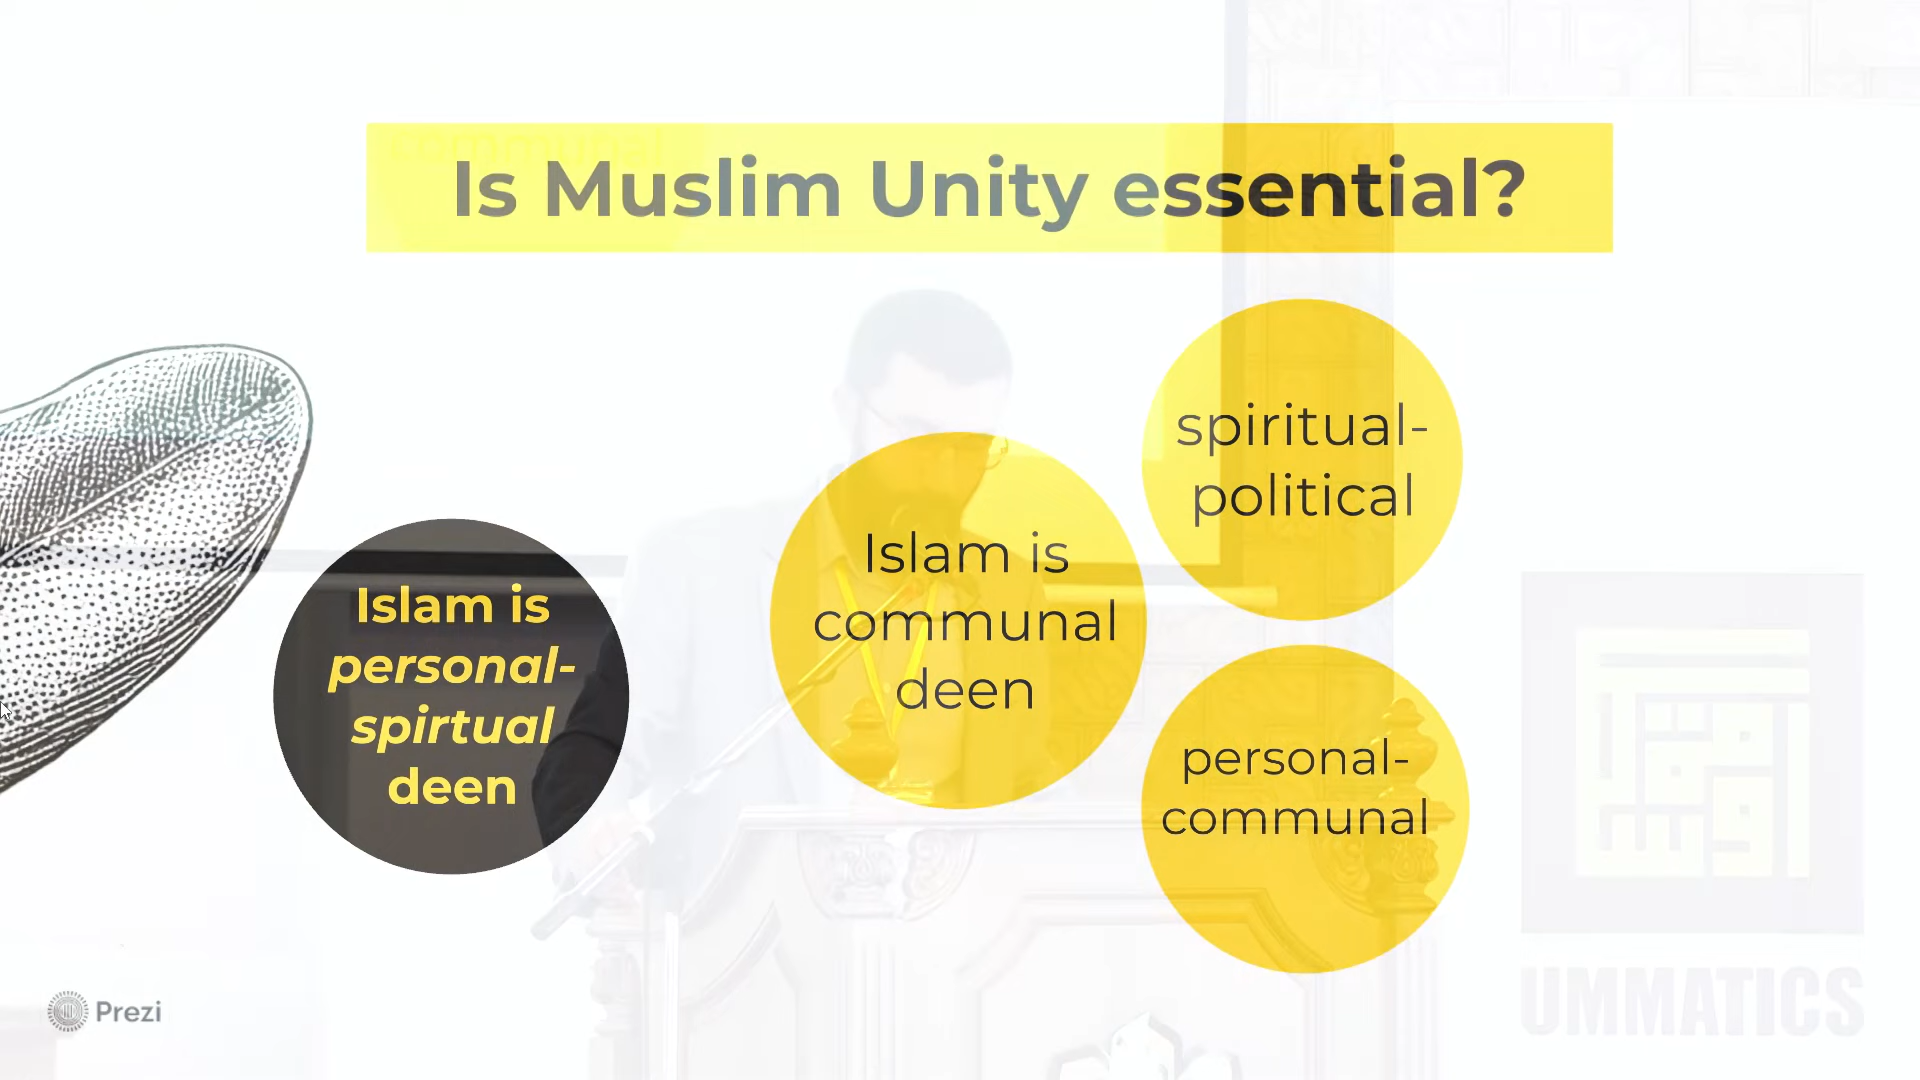 Is Muslim Unity essential?
communal
spiritual-
political
Islam is
communal
deen
Islam is
personal-
spirtual
deen
personal-
communal
Prezi
UMMATICS